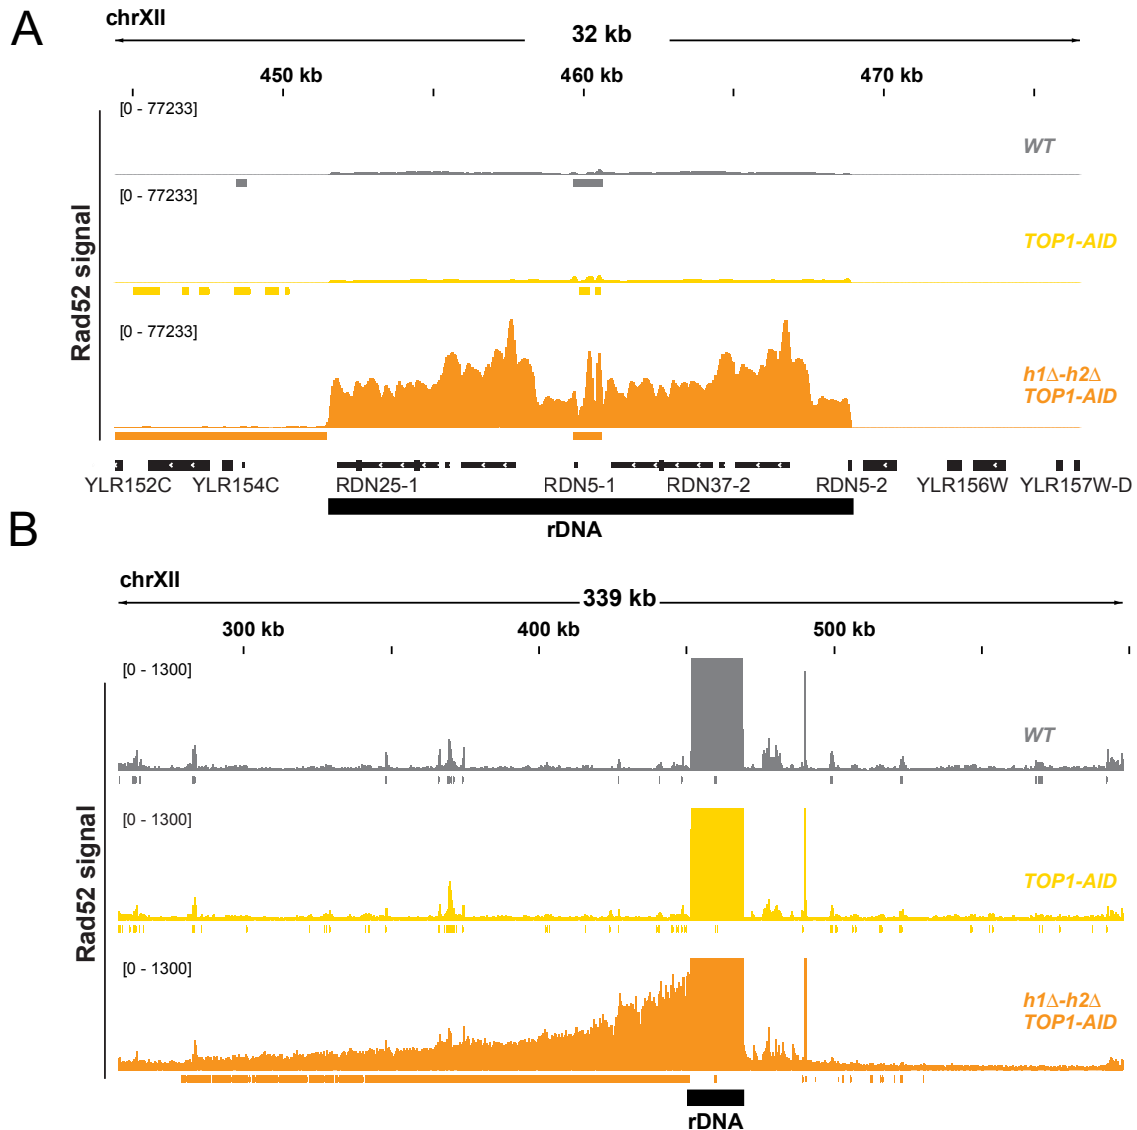 A
chrXII
32 kb
450 kb 460 kb 470 kb
[0 - 77233]
WT
[0 - 77233]
TOP1-AID
[0 - 77233]
h1Δ-h2Δ
TOP1-AID
Rad52 signal
YLR152C YLR154C RDN25-1 RDN5-1 RDN37-2 RDN5-2 YLR156W YLR157W-D
rDNA
B
chrXII
339 kb
300 kb 400 kb 500 kb
[0 - 1300]
WT
[0 - 1300]
TOP1-AID
[0 - 1300]
h1Δ-h2Δ
TOP1-AID
Rad52 signal
rDNA